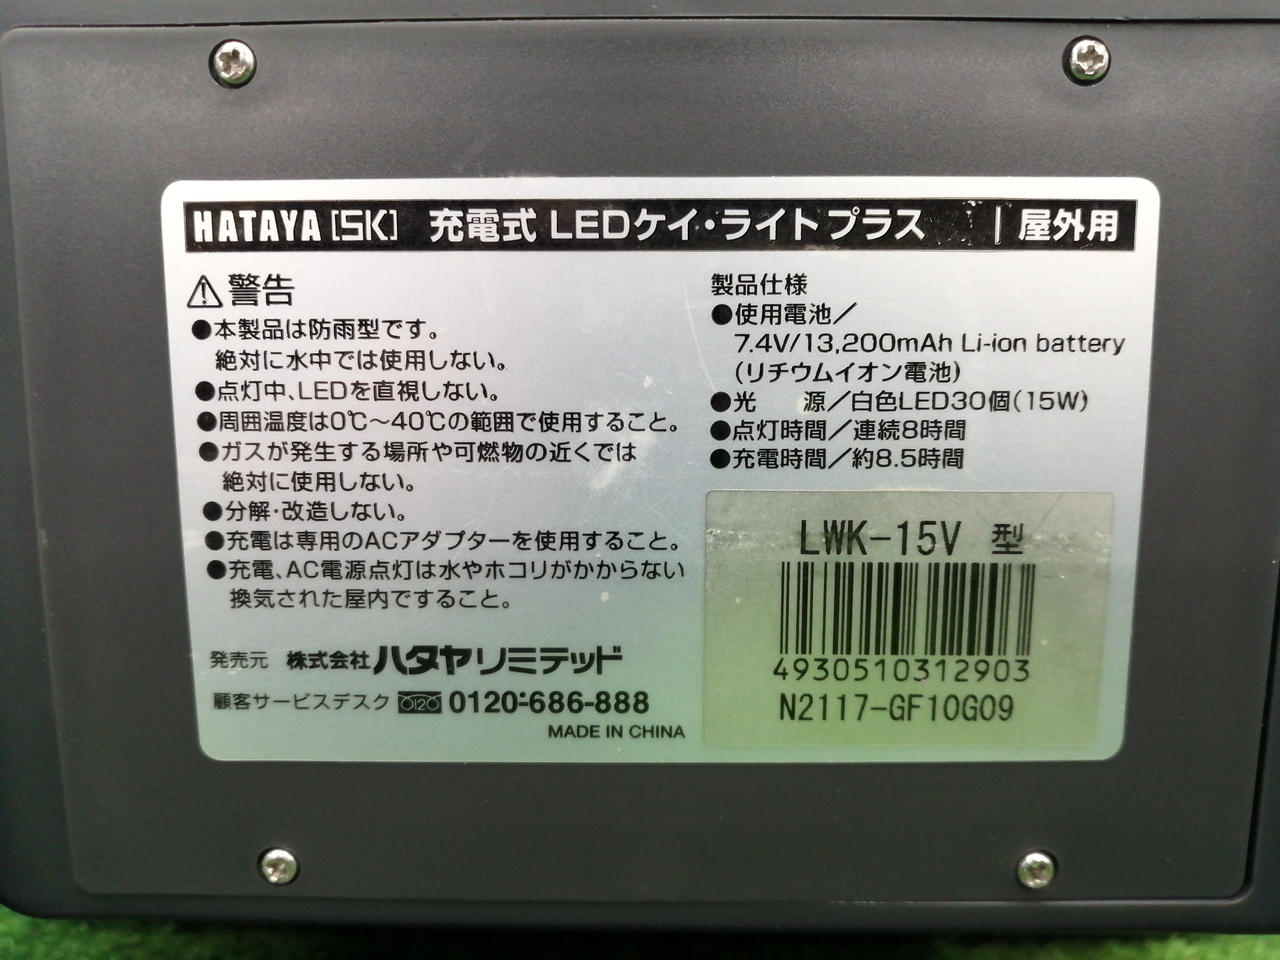 HATAYA [SK] 充電式 LEDケイ・ライト プラス | 屋外用
⚠警告
●本製品は防雨型です。
絶対に水中では使用しない。
●点灯中、LEDを直視しない。
●周囲温度は0℃〜40℃の範囲で使用すること。
●ガスが発生する場所や可燃物の近くでは
絶対に使用しない。
●分解・改造しない。
●充電は専用のACアダプターを使用すること。
●充電、AC電源点灯は水やホコリがかからない
換気された屋内ですること。
発売元 株式会社ハタヤリミテッド
顧客サービスデスク 0120-686-888
MADE IN CHINA
製品仕様
●使用電池／
7.4V/13,200mAh Li-ion battery
(リチウムイオン電池)
●光 源／白色LED30個(15W)
●点灯時間／連続8時間
●充電時間／約8.5時間
LWK-15V 型
4930510312903
N2117-GF10G09